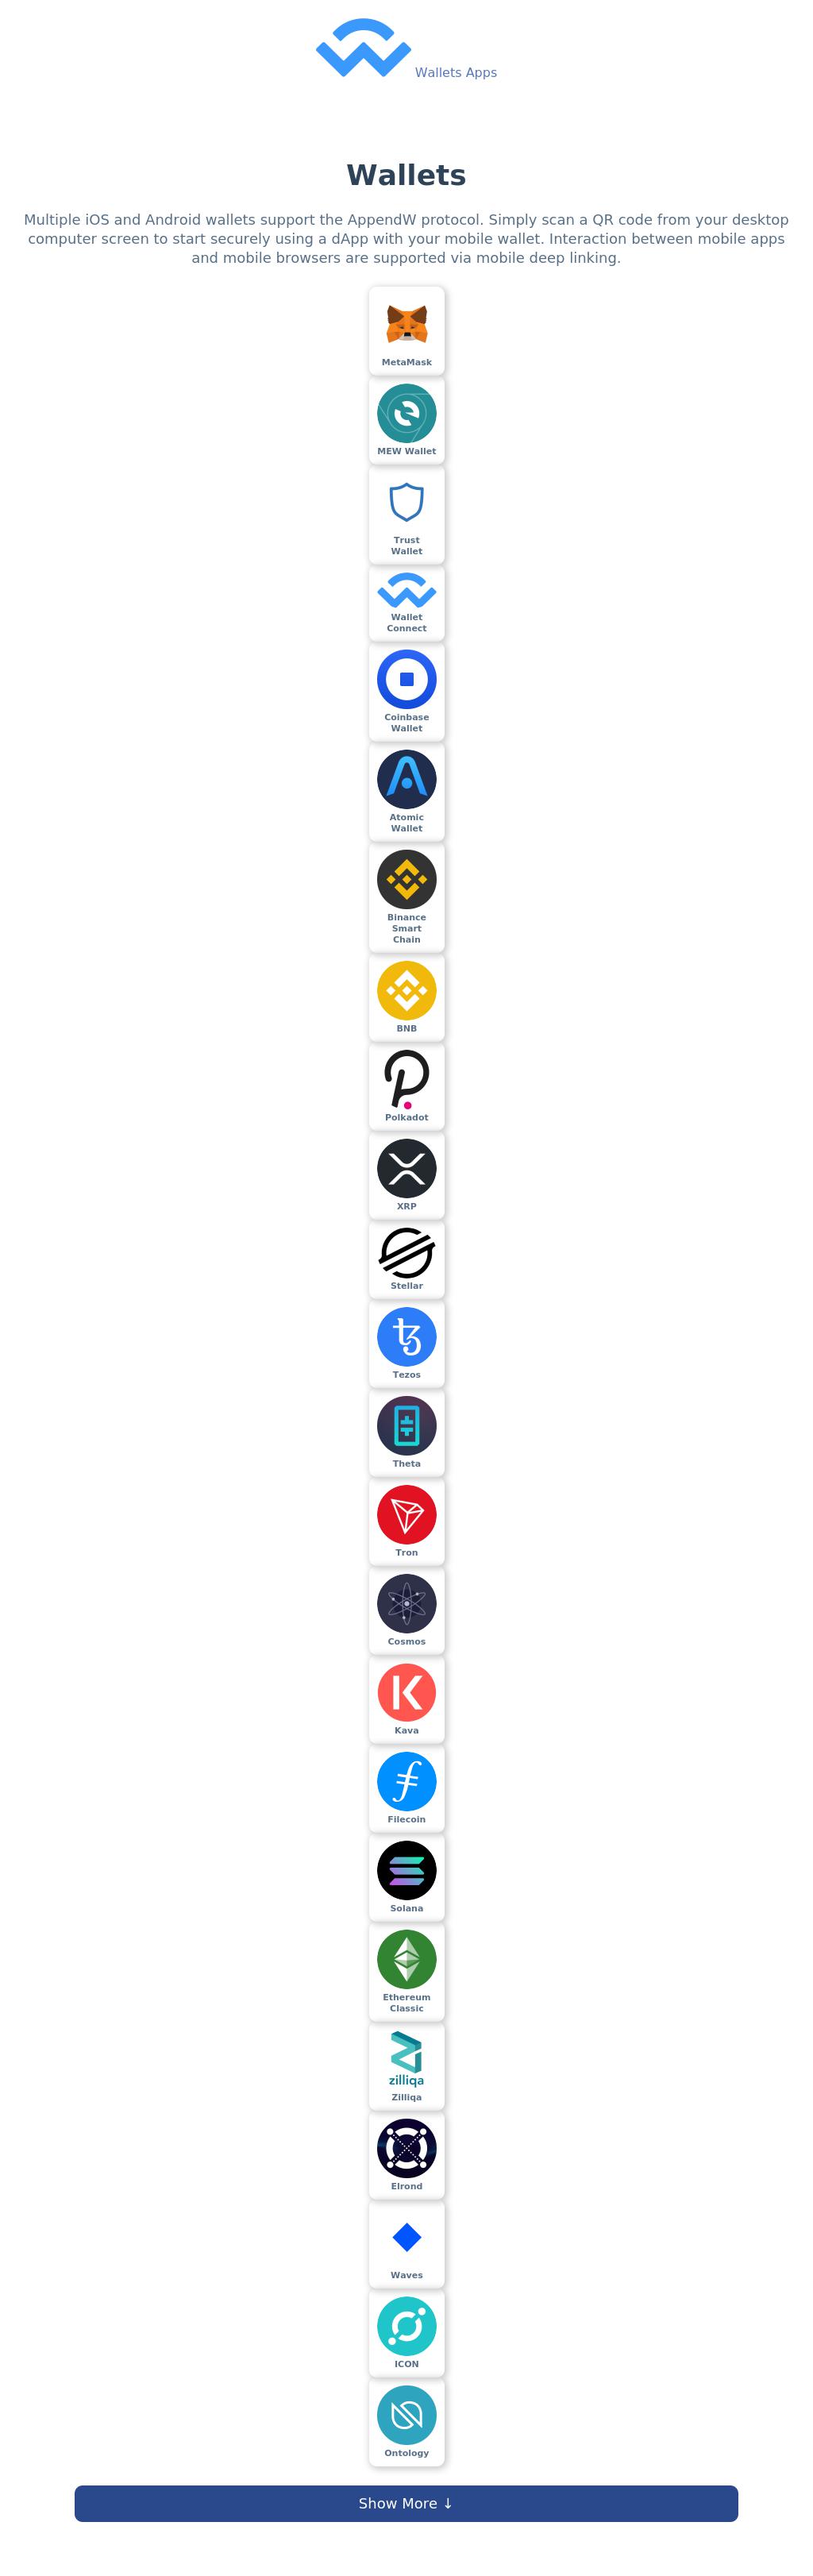 Wallets Apps
Wallets
Multiple iOS and Android wallets support the AppendW protocol. Simply scan a QR code from your desktop
computer screen to start securely using a dApp with your mobile wallet. Interaction between mobile apps
and mobile browsers are supported via mobile deep linking.
MetaMask
MEW Wallet
Trust
Wallet
Wallet
Connect
Coinbase
Wallet
Atomic
Wallet
Binance
Smart
Chain
BNB
Polkadot
XRP
Stellar
Tezos
Theta
Tron
Cosmos
Kava
Filecoin
Solana
Ethereum
Classic
zilliqa
Zilliqa
Elrond
Waves
ICON
Ontology
Show More ↓